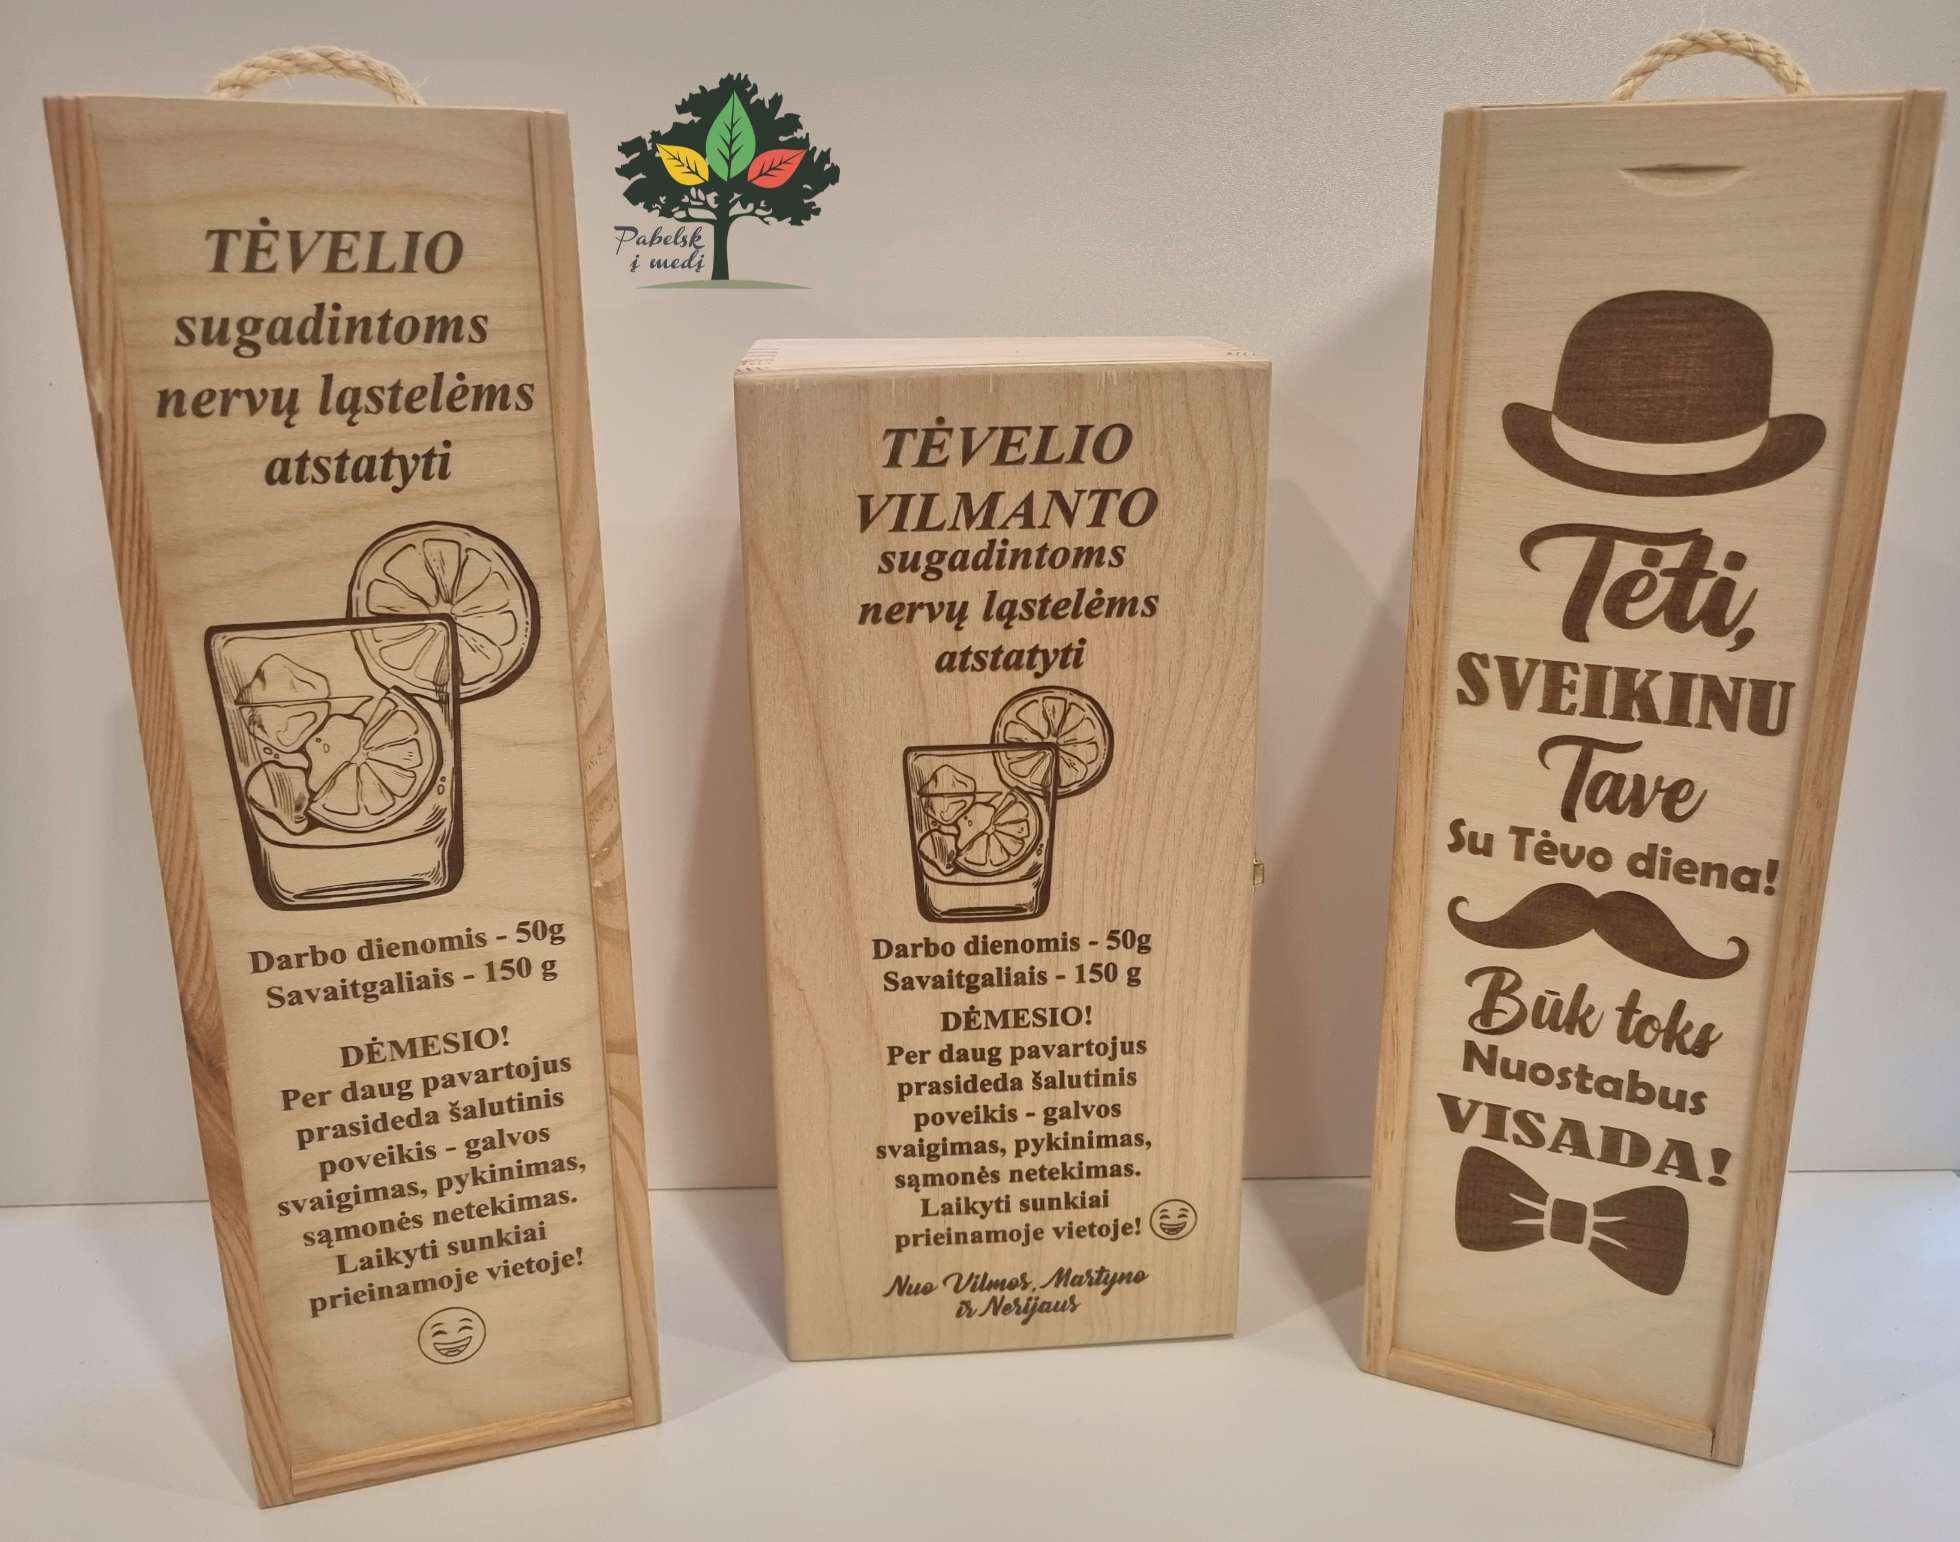 TĖVELIO
sugadintoms
nervų ląstelėms
atstatyti
Darbo dienomis - 50g
Savaitgaliais - 150 g
DĖMESIO!
Per daug pavartojus
prasideda šalutinis
poveikis - galvos
svaigimas, pykinimas,
sąmonės netekimas.
Laikyti sunkiai
prieinamoje vietoje!
Pabelsk
į medį
TĖVELIO
VILMANTO
sugadintoms
nervų ląstelėms
atstatyti
Darbo dienomis - 50g
Savaitgaliais - 150 g
DĖMESIO!
Per daug pavartojus
prasideda šalutinis
poveikis - galvos
svaigimas, pykinimas,
sąmonės netekimas.
Laikyti sunkiai
prieinamoje vietoje!
Nuo Vilmos, Martyno
ir Nerijaus
Tėti,
SVEIKINU
Tave
Su Tėvo diena!
Būk toks
Nuostabus
VISADA!